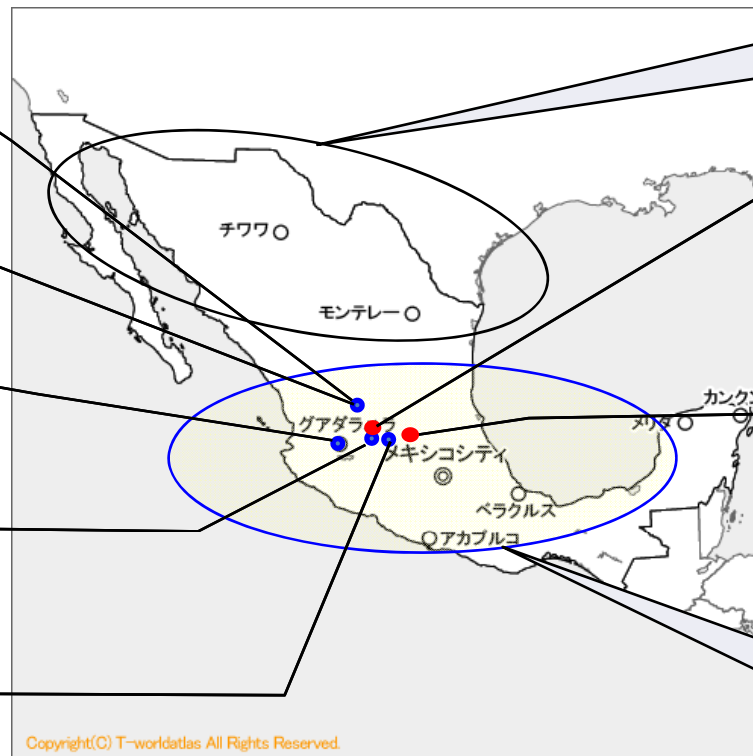 チワワ
モンテレー
カンクン
メリダ
グアダラ ラ
メキシコシティ
ベラクルス
アカプルコ
Copyright(C) T-worldatlas All Rights Reserved.